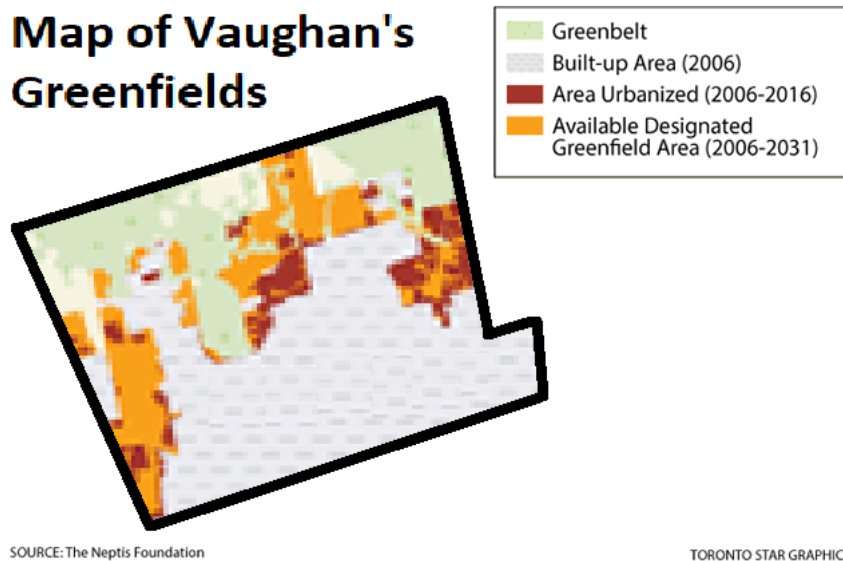 Map of Vaughan's
Greenfields
Greenbelt
Built-up Area (2006)
Area Urbanized (2006-2016)
Available Designated
Greenfield Area (2006-2031)
SOURCE: The Neptis Foundation
TORONTO STAR GRAPHIC